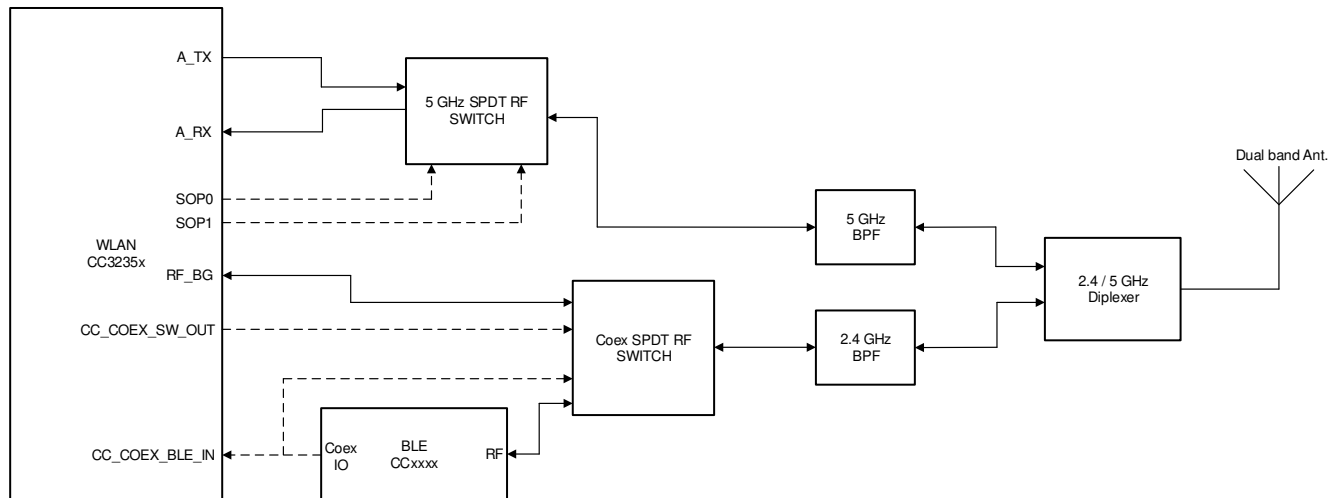 A_TX
5 GHz SPDT RF
SWITCH
A_RX
Dual band Ant.
SOP0
SOP1
5 GHz
BPF
WLAN
CC3235x
RF_BG
2.4 / 5 GHz
Diplexer
CC_COEX_SW_OUT
Coex SPDT RF
SWITCH
2.4 GHz
BPF
CC_COEX_BLE_IN
Coex
IO
BLE
CCxxxx
RF